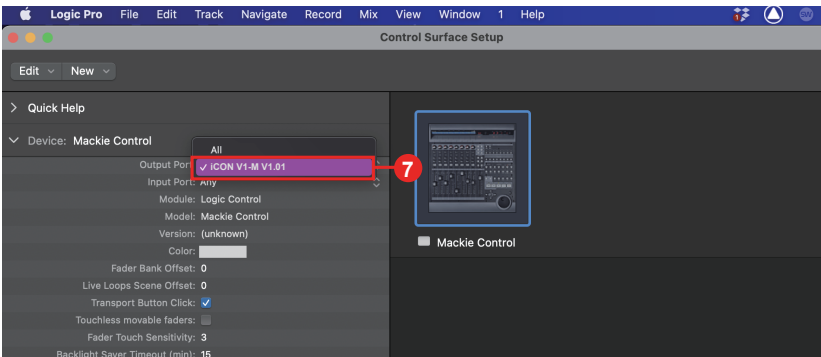 Logic Pro File Edit Track Navigate Record Mix View Window 1 Help
Control Surface Setup
Edit New
Quick Help
Device: Mackie Control
All
Output Port
✓ iCON V1-M V1.01
7
Input Port: Any
Module: Logic Control
Model: Mackie Control
Version: (unknown)
Color:
Fader Bank Offset: 0
Live Loops Scene Offset: 0
Transport Button Click:
Touchless movable faders:
Fader Touch Sensitivity: 3
Backlight Saver Timeout (min): 15
Mackie Control